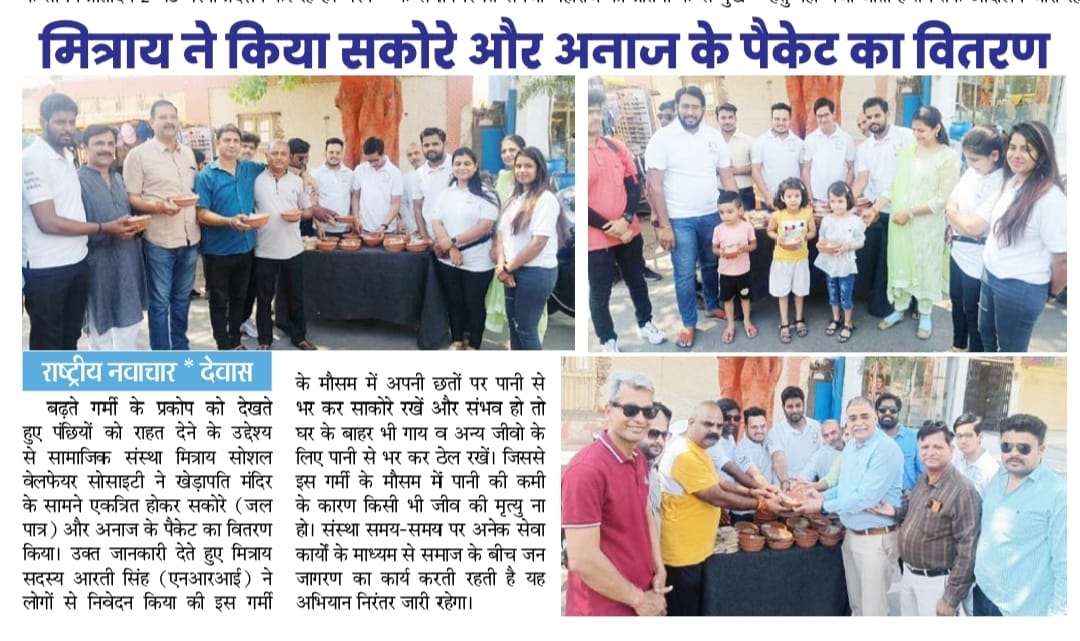 मित्राय ने किया सकोरे और अनाज के पैकेट का वितरण
राष्ट्रीय नवाचार * देवास
बढ़ते गर्मी के प्रकोप को देखते
हुए पंछियों को राहत देने के उद्देश्य
से सामाजिक संस्था मित्राय सोशल
वेलफेयर सोसाइटी ने खेड़ापति मंदिर
के सामने एकत्रित होकर सकोरे (जल
पात्र) और अनाज के पैकेट का वितरण
किया। उक्त जानकारी देते हुए मित्राय
सदस्य आरती सिंह (एनआरआई) ने
लोगों से निवेदन किया की इस गर्मी
के मौसम में अपनी छतों पर पानी से
भर कर साकोरे रखें और संभव हो तो
घर के बाहर भी गाय व अन्य जीवो के
लिए पानी से भर कर ठेल रखें। जिससे
इस गर्मी के मौसम में पानी की कमी
के कारण किसी भी जीव की मृत्यु ना
हो। संस्था समय-समय पर अनेक सेवा
कार्यों के माध्यम से समाज के बीच जन
जागरण का कार्य करती रहती है यह
अभियान निरंतर जारी रहेगा।